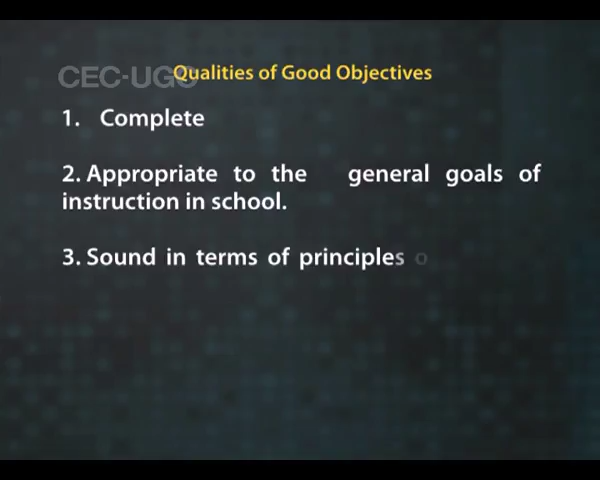 CEC-UGC
Qualities of Good Objectives
1. Complete
2. Appropriate to the general goals of
instruction in school.
3. Sound in terms of principles o